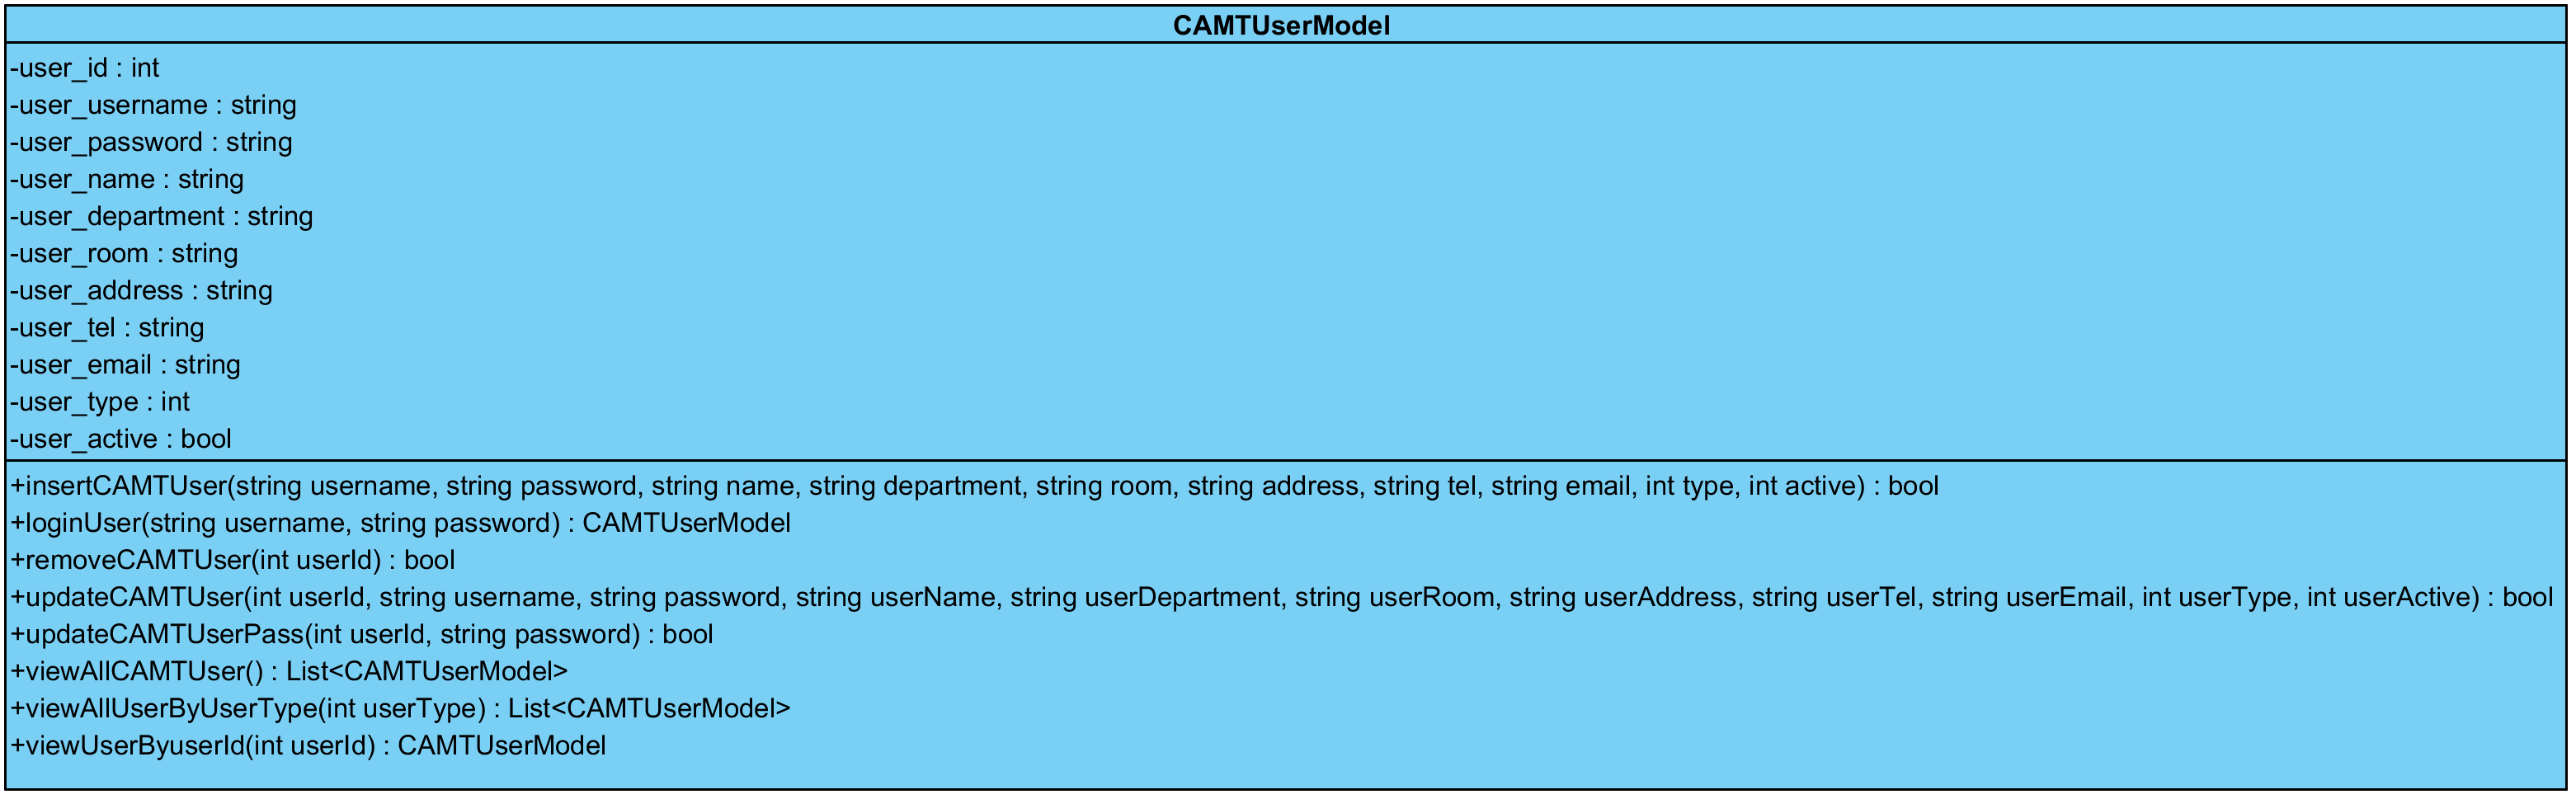 CAMTUserModel
-user_id : int
-user_username : string
-user_password : string
-user_name : string
-user_department : string
-user_room : string
-user_address : string
-user_tel : string
-user_email : string
-user_type : int
-user_active : bool
+insertCAMTUser(string username, string password, string name, string department, string room, string address, string tel, string email, int type, int active) : bool
+loginUser(string username, string password) : CAMTUserModel
+removeCAMTUser(int userId) : bool
+updateCAMTUser(int userId, string username, string password, string userName, string userDepartment, string userRoom, string userAddress, string userTel, string userEmail, int userType, int userActive) : bool
+updateCAMTUserPass(int userId, string password) : bool
+viewAllCAMTUser() : List<CAMTUserModel>
+viewAllUserByUserType(int userType) : List<CAMTUserModel>
+viewUserByuserId(int userId) : CAMTUserModel